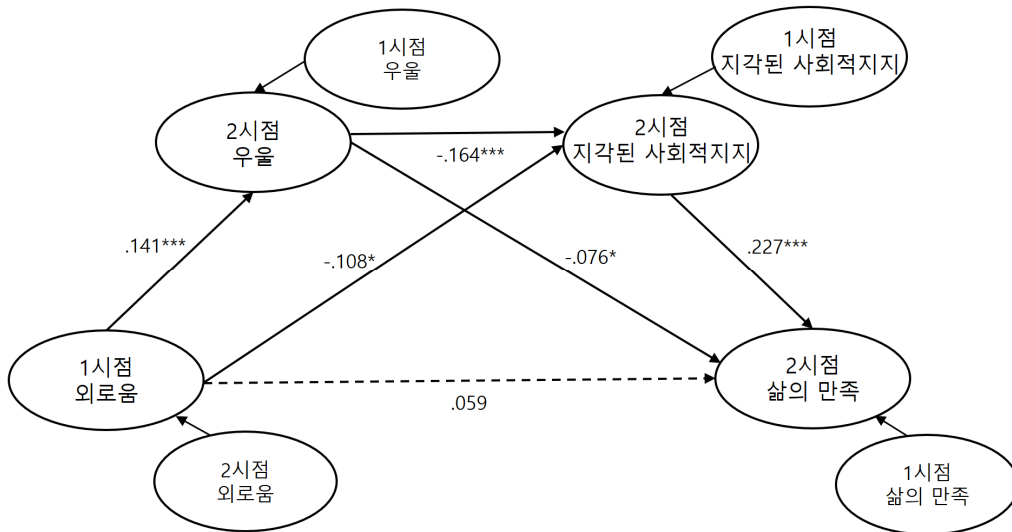 1시점
우울
1시점
지각된 사회적지지
2시점
우울
2시점
지각된 사회적지지
-.164***
.141***
-.108*
-.076*
.227***
1시점
외로움
2시점
삶의 만족
.059
2시점
외로움
1시점
삶의 만족